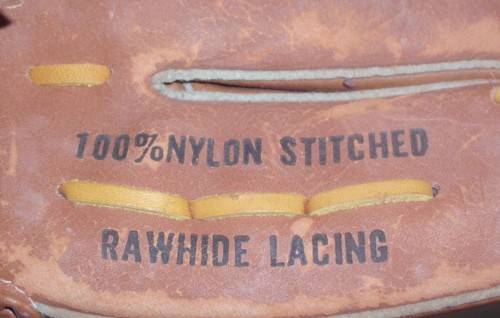 100%NYLON STITCHED
RAWHIDE LACING